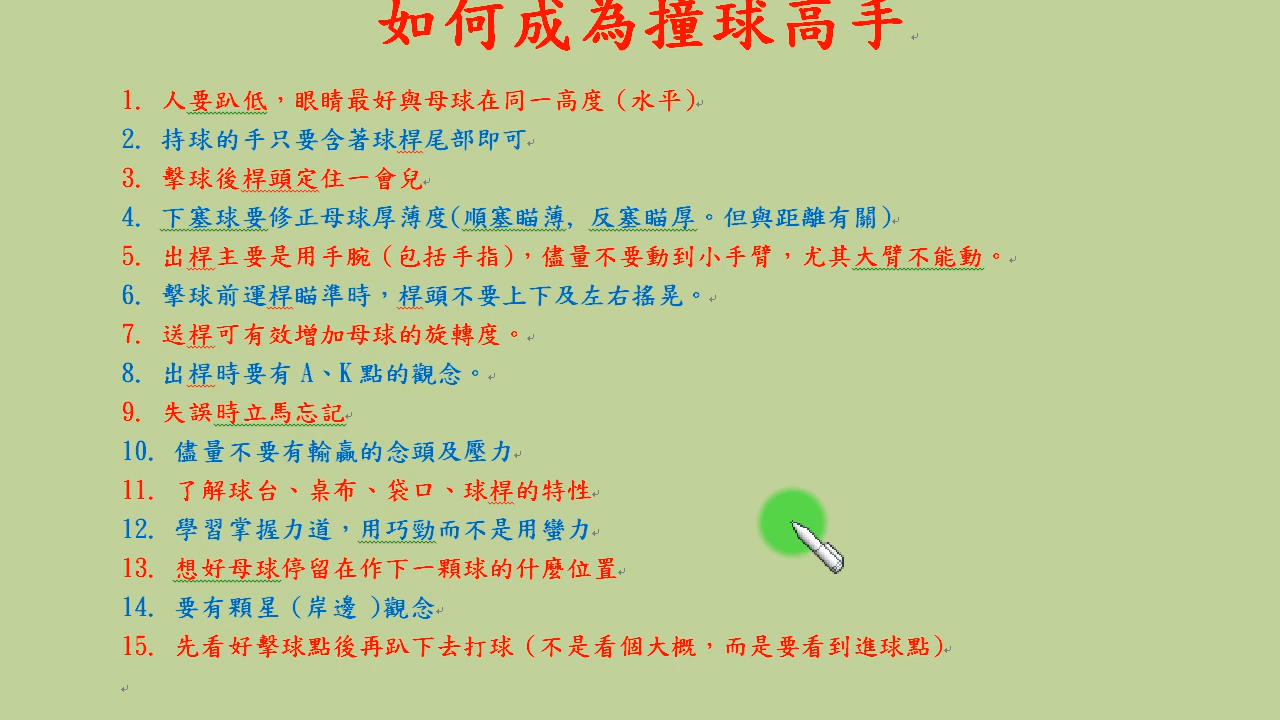 如何成為撞球高手
1. 人要趴低，眼睛最好與母球在同一高度(水平)
2. 持球的手只要含著球桿尾部即可
3. 擊球後桿頭定住一會兒
4. 下塞球要修正母球厚薄度(順塞瞄薄, 反塞瞄厚。但與距離有關)
5. 出桿主要是用手腕(包括手指)，儘量不要動到小手臂，尤其大臂不能動。
6. 擊球前運桿瞄準時，桿頭不要上下及左右搖晃。
7. 送桿可有效增加母球的旋轉度。
8. 出桿時要有 A、K 點的觀念。
9. 失誤時立馬忘記
10. 儘量不要有輸贏的念頭及壓力
11. 了解球台、桌布、袋口、球桿的特性
12. 學習掌握力道，用巧勁而不是用蠻力
13. 想好母球停留在作下一顆球的什麼位置
14. 要有顆星(岸邊 )觀念
15. 先看好擊球點後再趴下去打球(不是看個大概，而是要看到進球點)